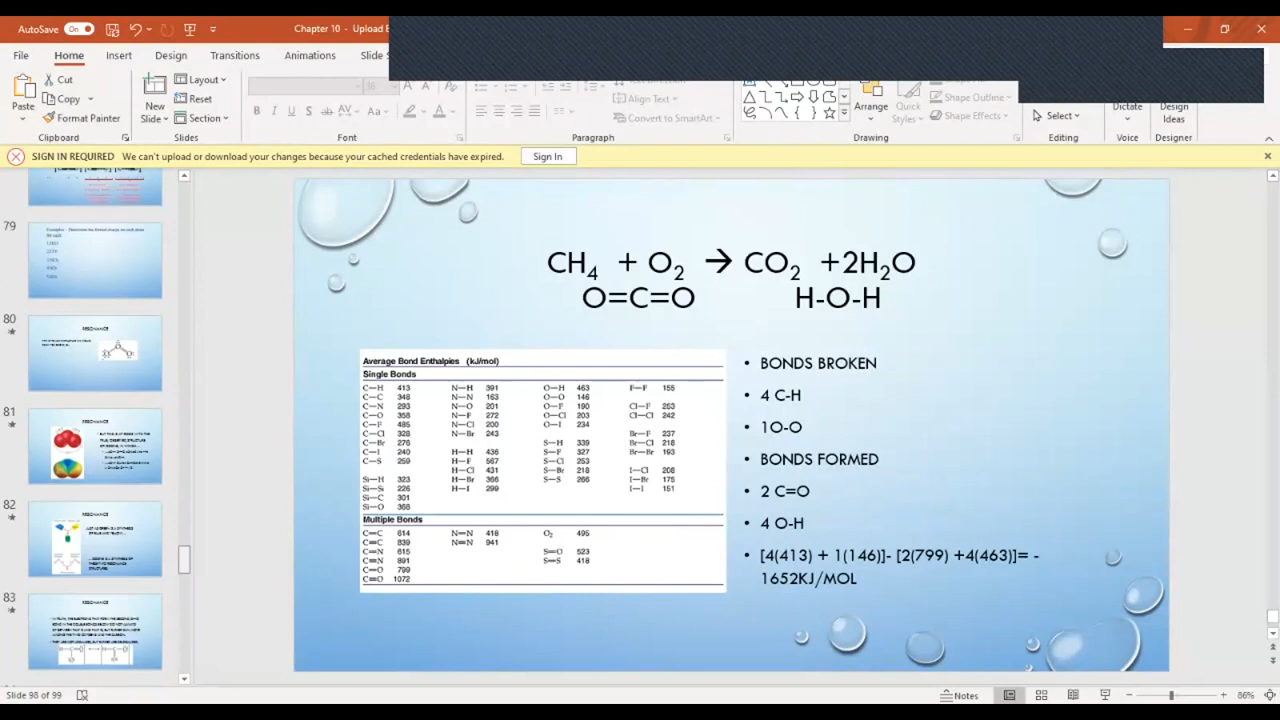 AutoSave On Chapter 10 - Upload
File Home Insert Design Transitions Animations Slide
Paste Cut Copy Format Painter
New Slide Layout Reset Section
B I U S ab AV Aa A
Align Text
Convert to SmartArt
Arrange Quick Styles Shape Outline
Shape Effects
Select
Dictate
Design Ideas
Clipboard Slides Font Paragraph Drawing Editing Voice Designer
SIGN IN REQUIRED We can't upload or download your changes because your cached credentials have expired. Sign In
79
80
RESONANCE
81
RESONANCE
82
83
RESONANCE
CH4 + O2 → CO2 +2H2O
O=C=O H-O-H
Average Bond Enthalpies (kJ/mol)
Single Bonds
C—H 413 N—H 391 O—H 463 F—F 155
C—C 348 N—N 163 O—O 146
C—N 293 N—O 201 O—F 190 Cl—F 253
C—O 358 N—F 272 O—Cl 203 Cl—Cl 242
C—F 485 N—Cl 200 O—I 234
C—Cl 328 N—Br 243 Br—F 237
C—Br 276 S—H 339 Br—Cl 218
C—I 240 H—H 436 S—F 327 Br—Br 193
C—S 259 H—F 567 S—Cl 253
H—Cl 431 S—Br 218 I—Cl 208
Si—H 323 H—Br 366 S—S 266 I—Br 175
Si—Si 226 H—I 299 I—I 151
Si—C 301
Si—O 368
Multiple Bonds
C=C 614 N=N 418 O2 495
839 941
C=N 615 S=O 523
891 S=S 418
C=O 799
1072
• BONDS BROKEN
• 4 C-H
• 1O-O
• BONDS FORMED
• 2 C=O
• 4 O-H
• [4(413) + 1(146)]- [2(799) +4(463)]= -
1652KJ/MOL
Slide 98 of 99 Notes 86%